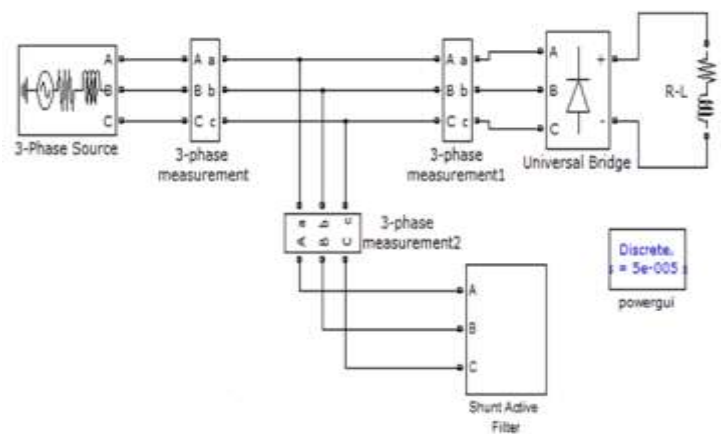 A
B
C
3-Phase Source
A a
B b
C c
3-phase
measurement
A a
B b
C c
3-phase
measurement1
A
B
C
+
-
Universal Bridge
R-L
a b c
A B C
3-phase
measurement2
A
B
C
Shunt Active
Filter
Discrete,
= 5e-005
powergui